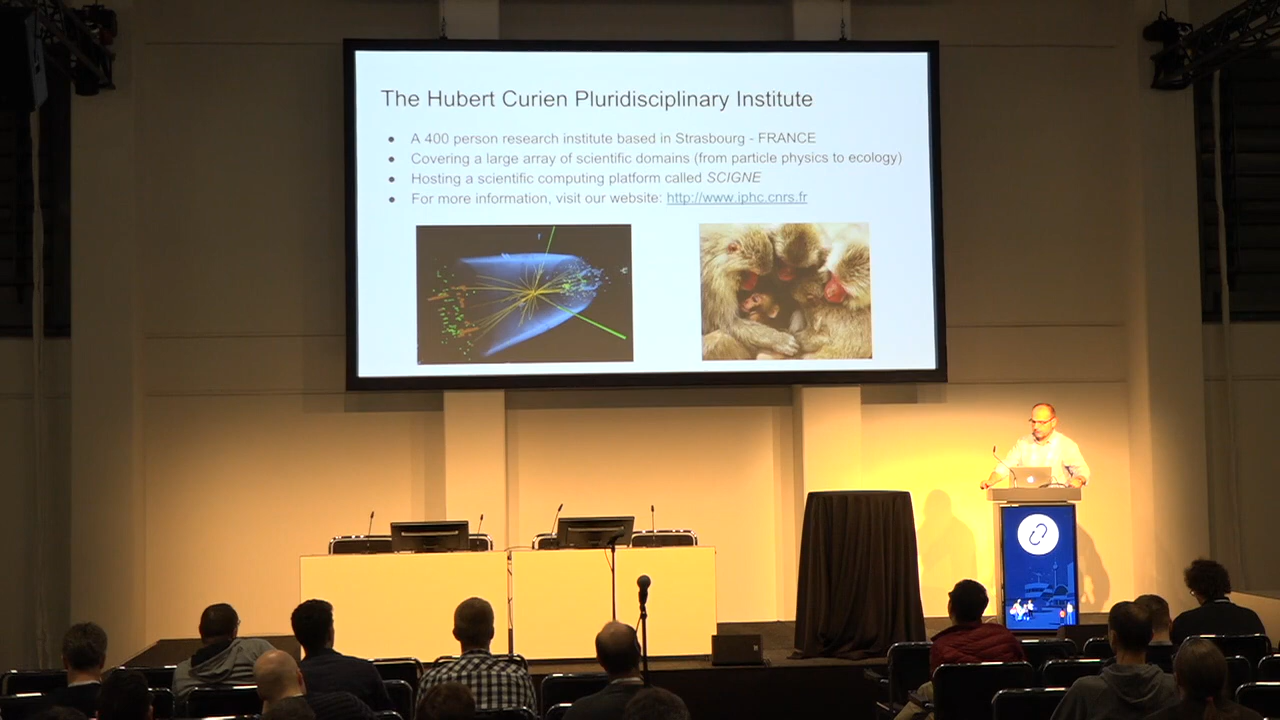 The Hubert Curien Pluridisciplinary Institute
● A 400 person research institute based in Strasbourg - FRANCE
● Covering a large array of scientific domains (from particle physics to ecology)
● Hosting a scientific computing platform called SCIGNE
● For more information, visit our website: http://www.iphc.cnrs.fr